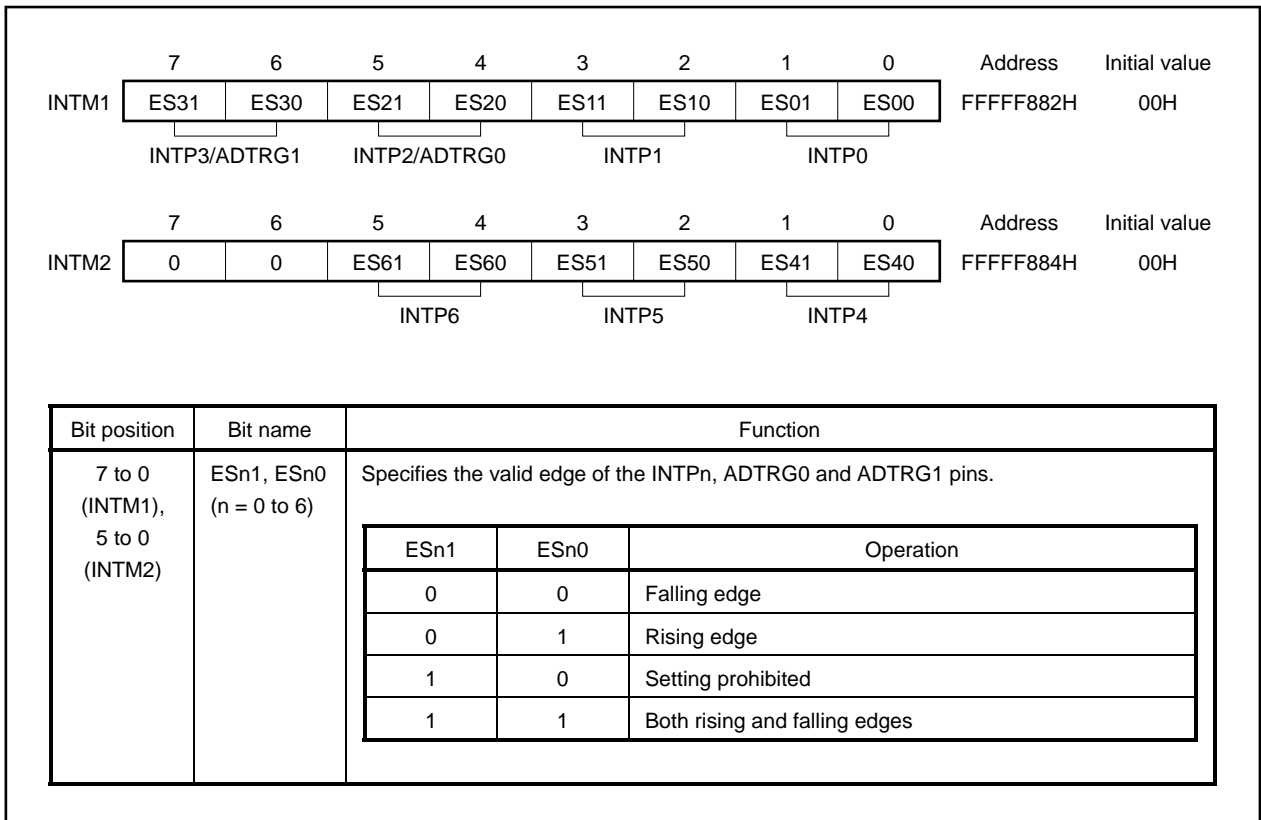 7 6 5 4 3 2 1 0 Address Initial value
INTM1 ES31 ES30 ES21 ES20 ES11 ES10 ES01 ES00 FFFFF882H 00H
INTP3/ADTRG1 INTP2/ADTRG0 INTP1 INTP0
7 6 5 4 3 2 1 0 Address Initial value
INTM2 0 0 ES61 ES60 ES51 ES50 ES41 ES40 FFFFF884H 00H
INTP6 INTP5 INTP4
Bit position Bit name Function
7 to 0
(INTM1),
5 to 0
(INTM2)
ESn1, ESn0
(n = 0 to 6)
Specifies the valid edge of the INTPn, ADTRG0 and ADTRG1 pins.
ESn1 ESn0 Operation
0 0 Falling edge
0 1 Rising edge
1 0 Setting prohibited
1 1 Both rising and falling edges